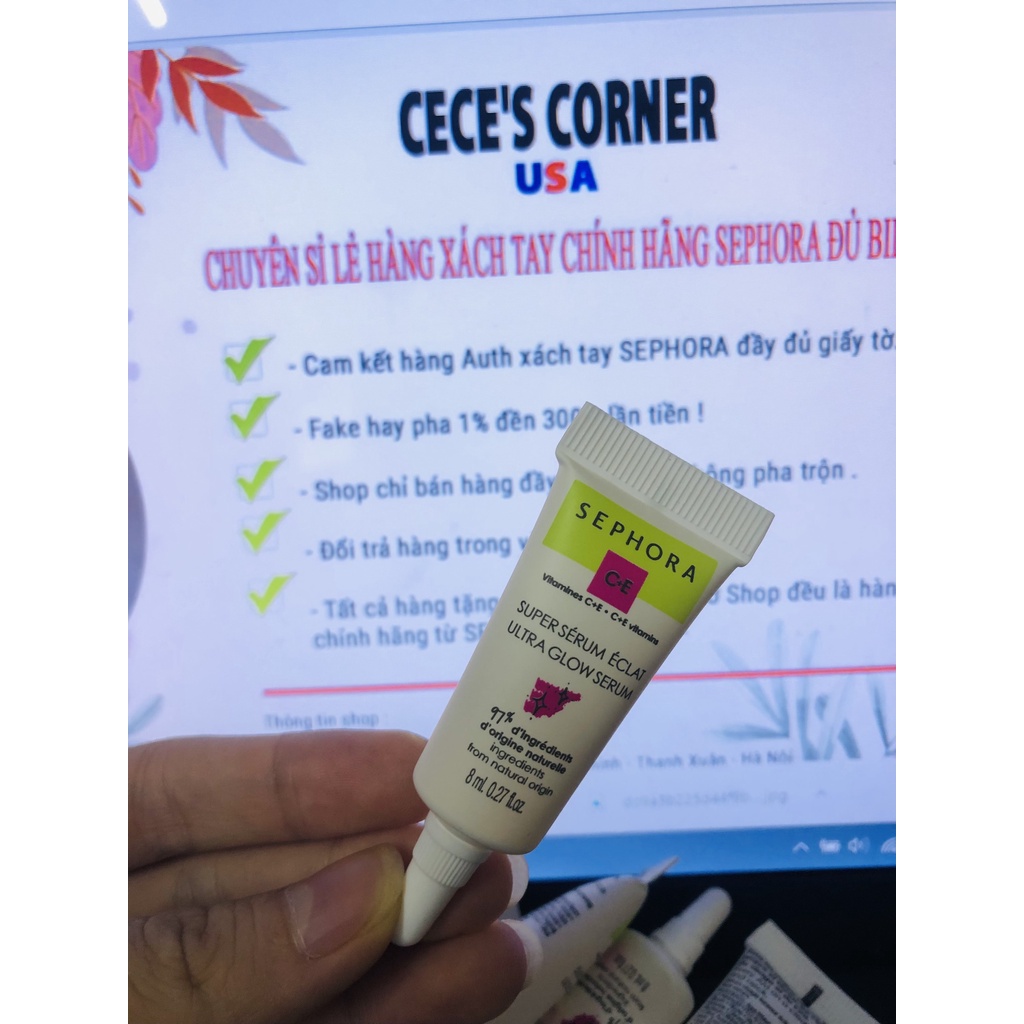 CECE'S CORNER
USA
CHUYÊN SỈ LẺ HÀNG XÁCH TAY CHÍNH HÃNG SEPHORA ĐỦ
- Cam kết hàng Auth xách tay SEPHORA đầy đủ giấy tờ.
- Fake hay pha 1% đền 300 lần tiền !
- Shop chỉ bán hàng đầy không pha trộn .
- Đổi trả hàng trong
- Tất cả hàng tặng Shop đều là hàn
chính hãng từ
Thông tin shop :
- Thanh Xuân - Hà Nội
SEPHORA
C+E
Vitamines C+E • C+E vitamins
SUPER SÉRUM ÉCLAT
ULTRA GLOW SERUM
97% d'ingrédients
d'origine naturelle
ingredients
from natural origin
8 ml 0.27 fl.oz